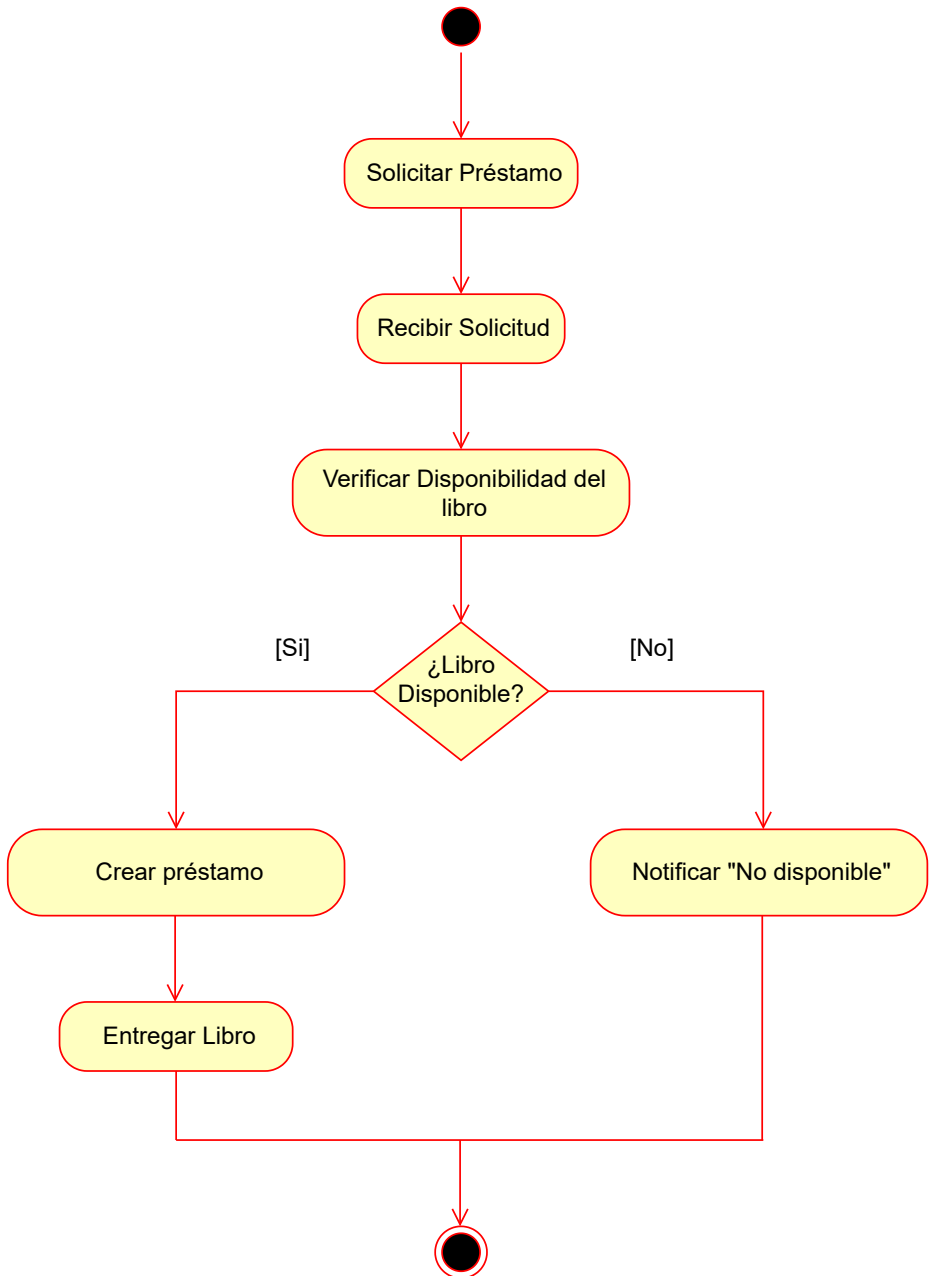 Solicitar Préstamo
Recibir Solicitud
Verificar Disponibilidad del
libro
[Si]
[No]
¿Libro
Disponible?
Crear préstamo
Notificar "No disponible"
Entregar Libro